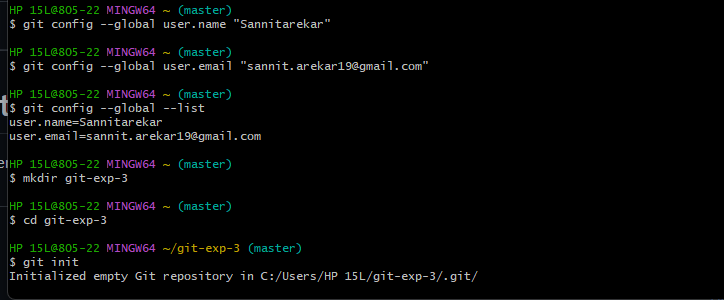 HP 15L@805-22 MINGW64 ~ (master)
$ git config --global user.name "Sannitarekar"
HP 15L@805-22 MINGW64 ~ (master)
$ git config --global user.email "sannit.arekar19@gmail.com"
HP 15L@805-22 MINGW64 ~ (master)
$ git config --global --list
user.name=Sannitarekar
user.email=sannit.arekar19@gmail.com
HP 15L@805-22 MINGW64 ~ (master)
$ mkdir git-exp-3
HP 15L@805-22 MINGW64 ~ (master)
$ cd git-exp-3
HP 15L@805-22 MINGW64 ~/git-exp-3 (master)
$ git init
Initialized empty Git repository in C:/Users/HP 15L/git-exp-3/.git/